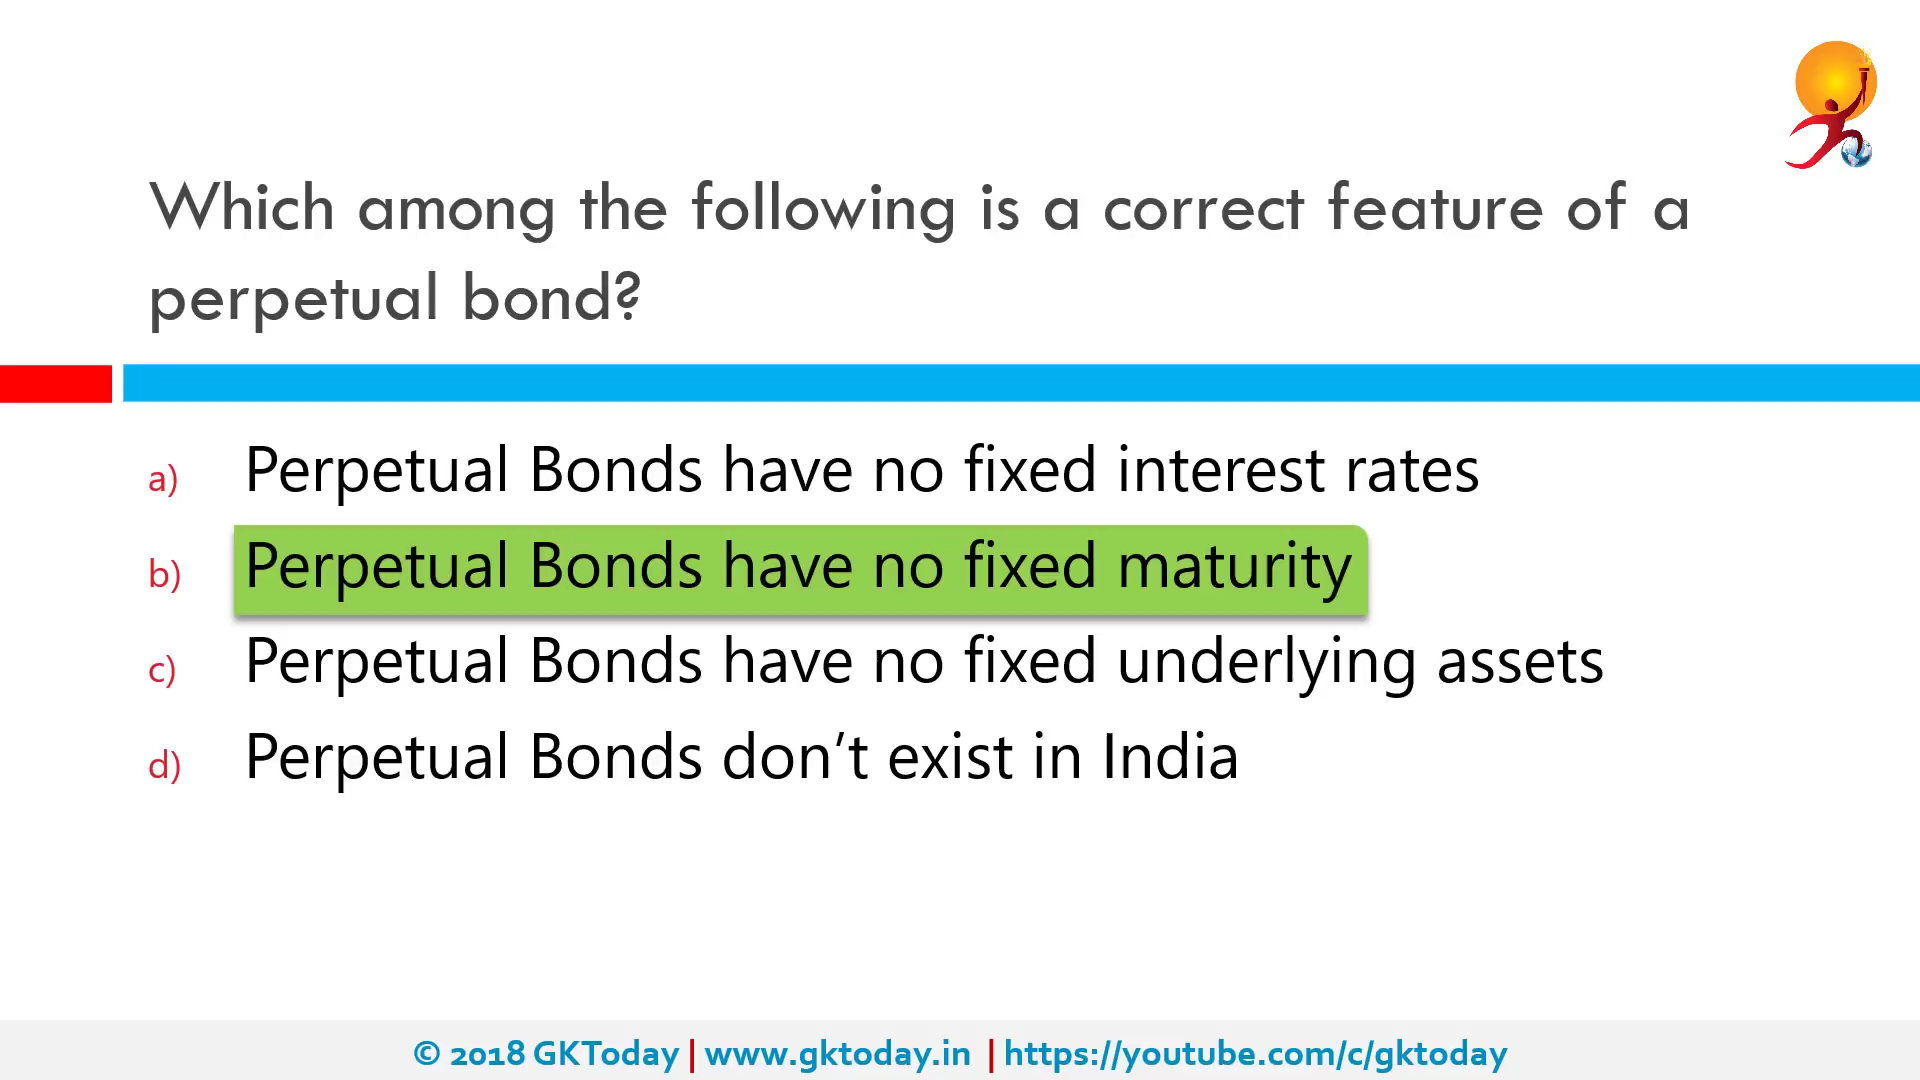 Which among the following is a correct feature of a
perpetual bond?
a) Perpetual Bonds have no fixed interest rates
b) Perpetual Bonds have no fixed maturity
c) Perpetual Bonds have no fixed underlying assets
d) Perpetual Bonds don’t exist in India
© 2018 GKToday | www.gktoday.in | https://youtube.com/c/gktoday